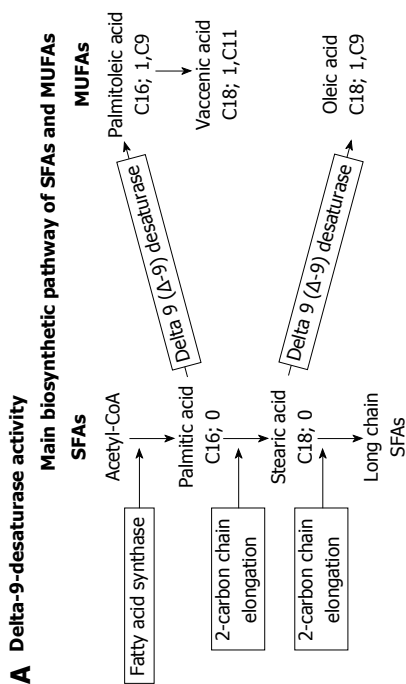 A Delta-9-desaturase activity
Main biosynthetic pathway of SFAs and MUFAs
SFAs
MUFAs
Acetyl-CoA
Fatty acid synthase
Palmitic acid
C16; 0
Delta 9 (Δ-9) desaturase
Palmitoleic acid
C16; 1,C9
Vaccenic acid
C18; 1,C11
2-carbon chain
elongation
Stearic acid
C18; 0
Delta 9 (Δ-9) desaturase
Oleic acid
C18; 1,C9
2-carbon chain
elongation
Long chain
SFAs